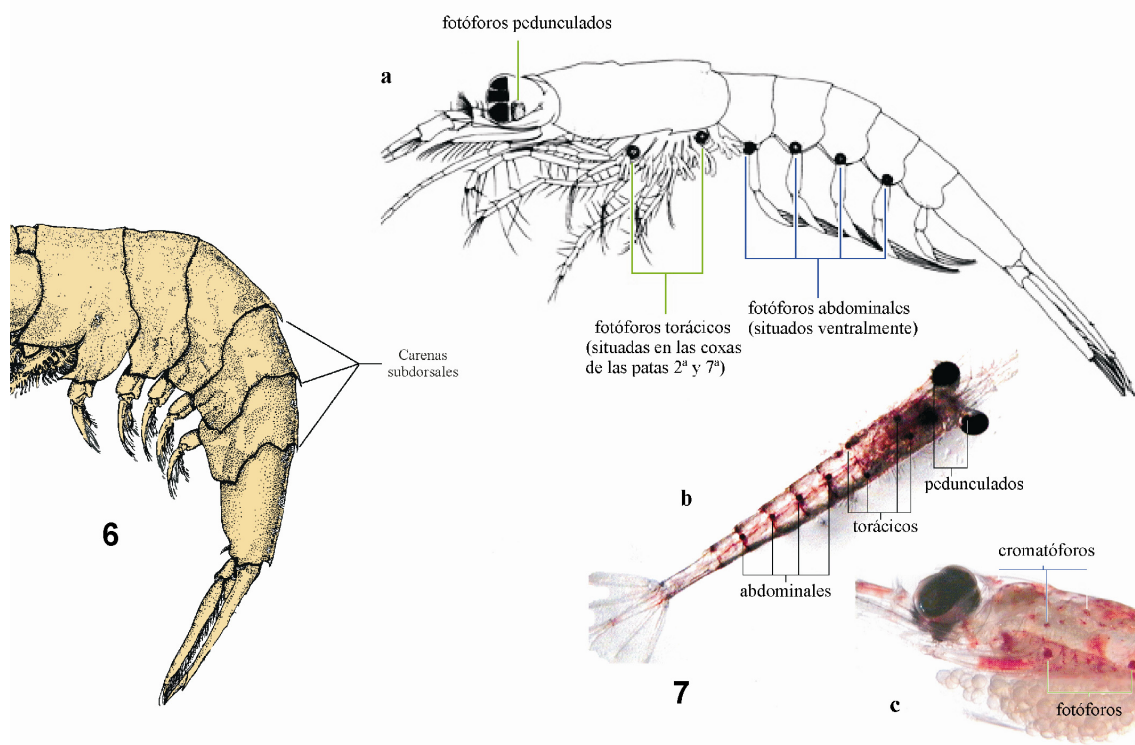 fotóforos pedunculados
a
fotóforos torácicos
(situadas en las coxas
de las patas 2ª y 7ª)
fotóforos abdominales
(situados ventralmente)
Carenas
subdorsales
6
b
pedunculados
torácicos
abdominales
cromatóforos
fotóforos
c
7